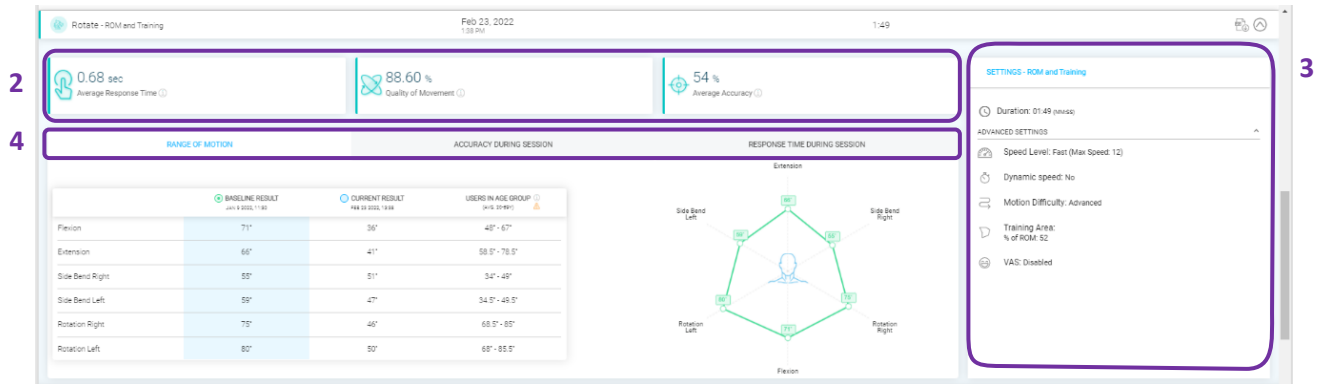 Rotate - ROM and Training
Feb 23, 2022
1:38 PM
1:49
2
0.68 sec
Average Response Time
88.60 %
Quality of Movement
54 %
Average Accuracy
3
SETTINGS - ROM and Training
Duration: 01:49 (MM:SS)
ADVANCED SETTINGS
Speed Level: Fast (Max Speed: 12)
Dynamic speed: No
Motion Difficulty: Advanced
Training Area:
% of ROM: 52
VAS: Disabled
4
RANGE OF MOTION ACCURACY DURING SESSION RESPONSE TIME DURING SESSION
BASELINE RESULT CURRENT RESULT USERS IN AGE GROUP
Flexion 71° 36° 48° - 67°
Extension 66° 41° 58.5° - 78.5°
Side Bend Right 55° 51° 34° - 49°
Side Bend Left 59° 47° 34.5° - 49.5°
Rotation Right 75° 46° 68.5° - 85°
Rotation Left 80° 50° 68° - 85.5°
Extension
Side Bend
Left
Side Bend
Right
Rotation
Left
Rotation
Right
Flexion